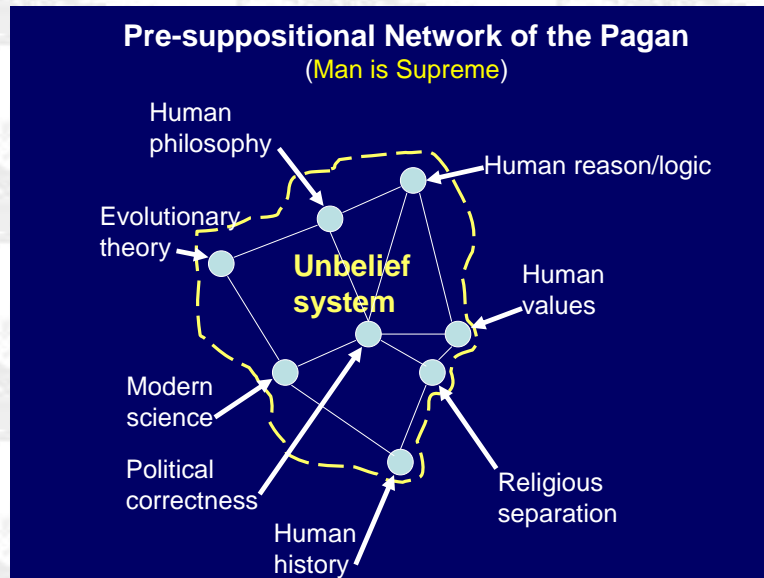 Pre-suppositional Network of the Pagan
(Man is Supreme)
Human
philosophy
Human reason/logic
Evolutionary
theory
Unbelief
system
Human
values
Modern
science
Political
correctness
Religious
separation
Human
history